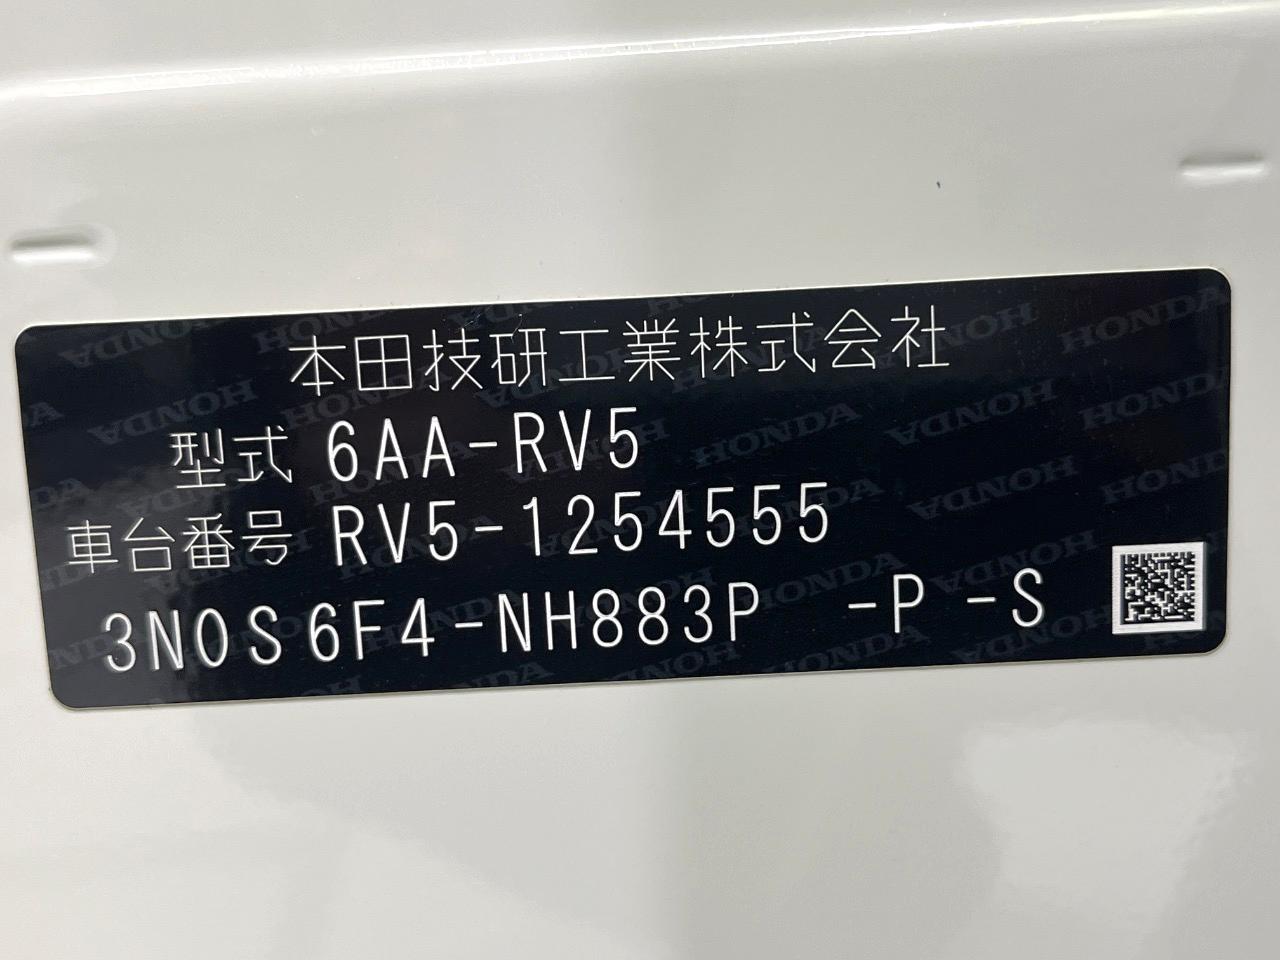 本田技研工業株式会社
型式 6AA-RV5
車台番号 RV5-1254555
3N0S6F4-NH883P -P -S